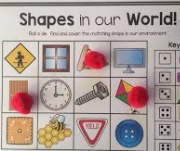 Shapes in our World!
Roll a die. Find and cover the matching shape in our environment.
Key
YIELD